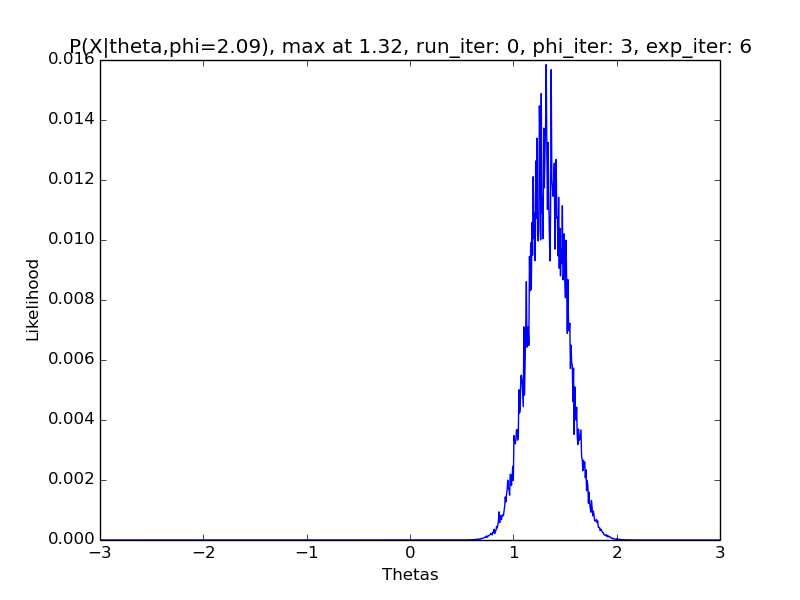 P(X|theta,phi=2.09), max at 1.32, run_iter: 0, phi_iter: 3, exp_iter: 6
0.016
0.014
0.012
0.010
0.008
0.006
0.004
0.002
0.000
Likelihood
−3 −2 −1 0 1 2 3
Thetas